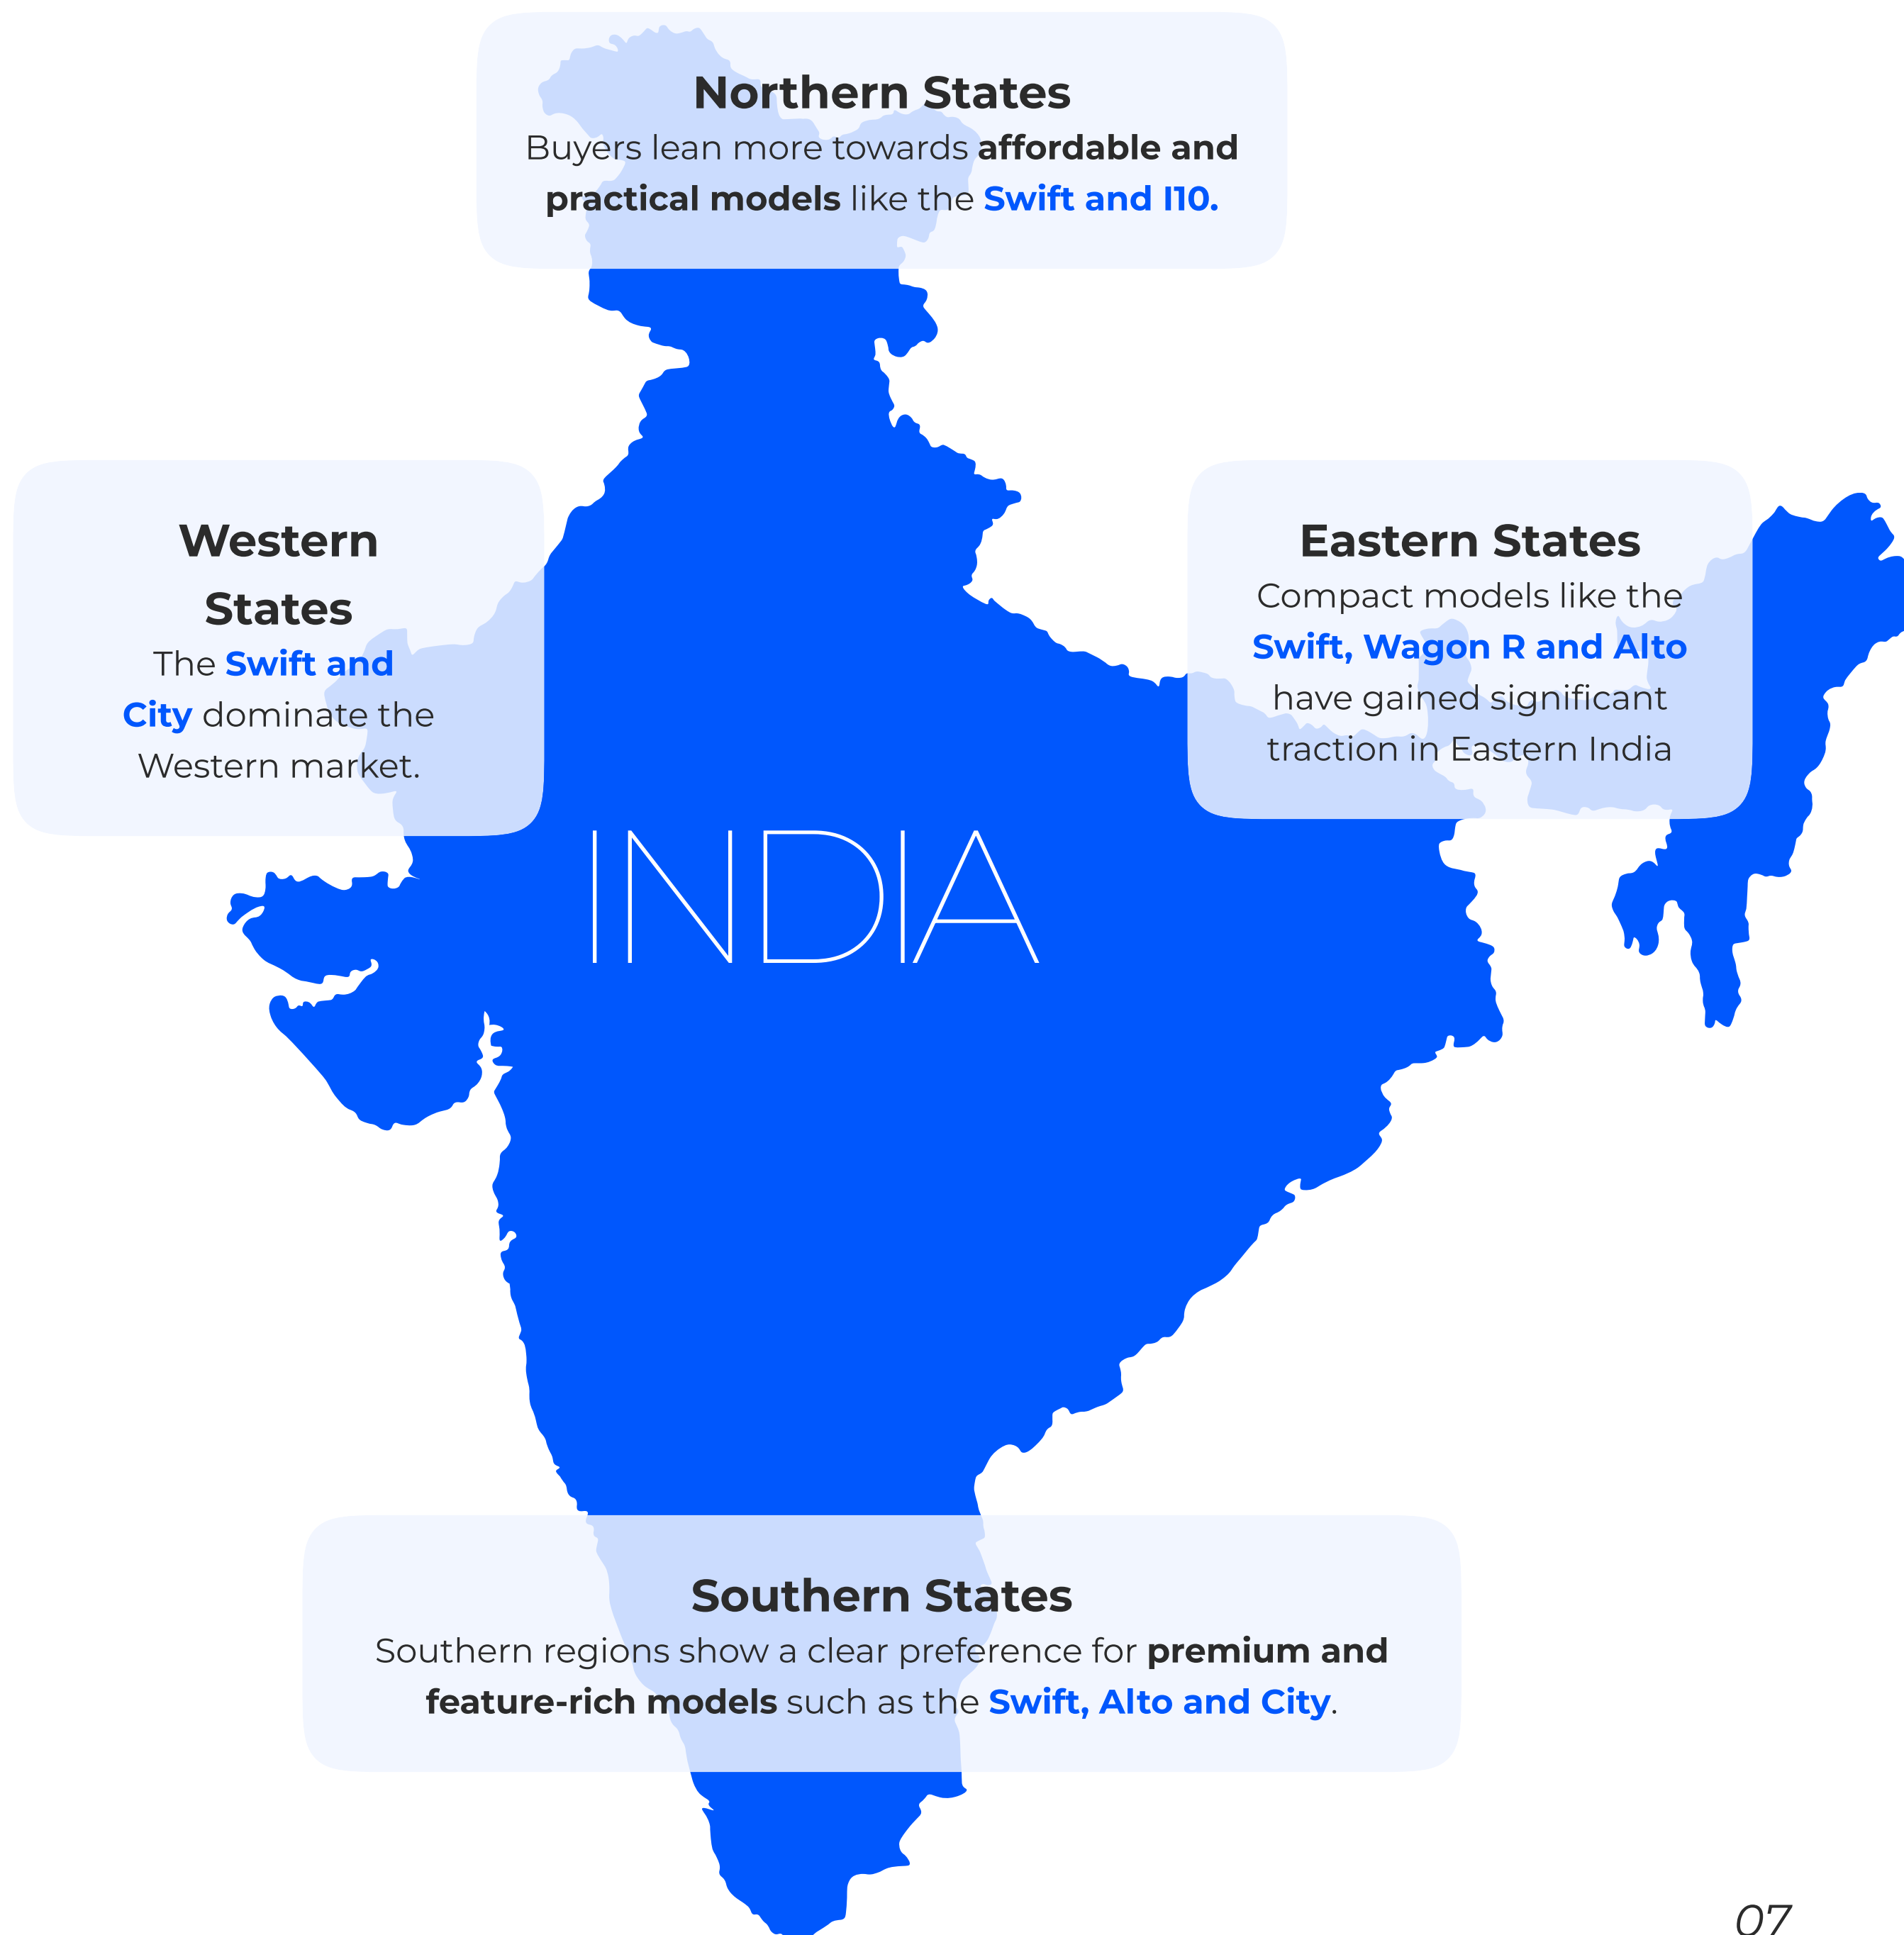 Northern States
Buyers lean more towards affordable and
practical models like the Swift and I10.
Western
States
The Swift and
City dominate the
Western market.
Eastern States
Compact models like the
Swift, Wagon R and Alto
have gained significant
traction in Eastern India
INDIA
Southern States
Southern regions show a clear preference for premium and
feature-rich models such as the Swift, Alto and City.
07